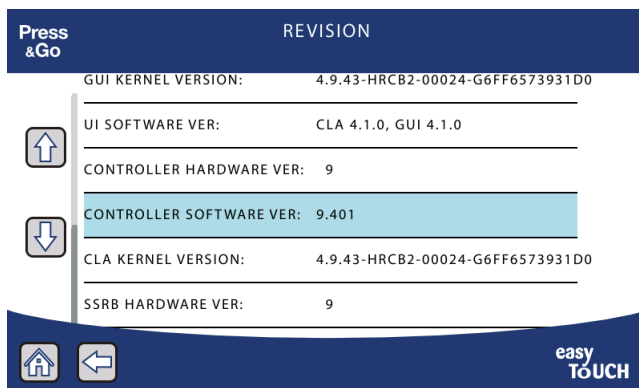 Press
&Go
REVISION
GUI KERNEL VERSION: 4.9.43-HRCB2-00024-G6FF6573931D0
UI SOFTWARE VER: CLA 4.1.0, GUI 4.1.0
CONTROLLER HARDWARE VER: 9
CONTROLLER SOFTWARE VER: 9.401
CLA KERNEL VERSION: 4.9.43-HRCB2-00024-G6FF6573931D0
SSRB HARDWARE VER: 9
easy
TOUCH